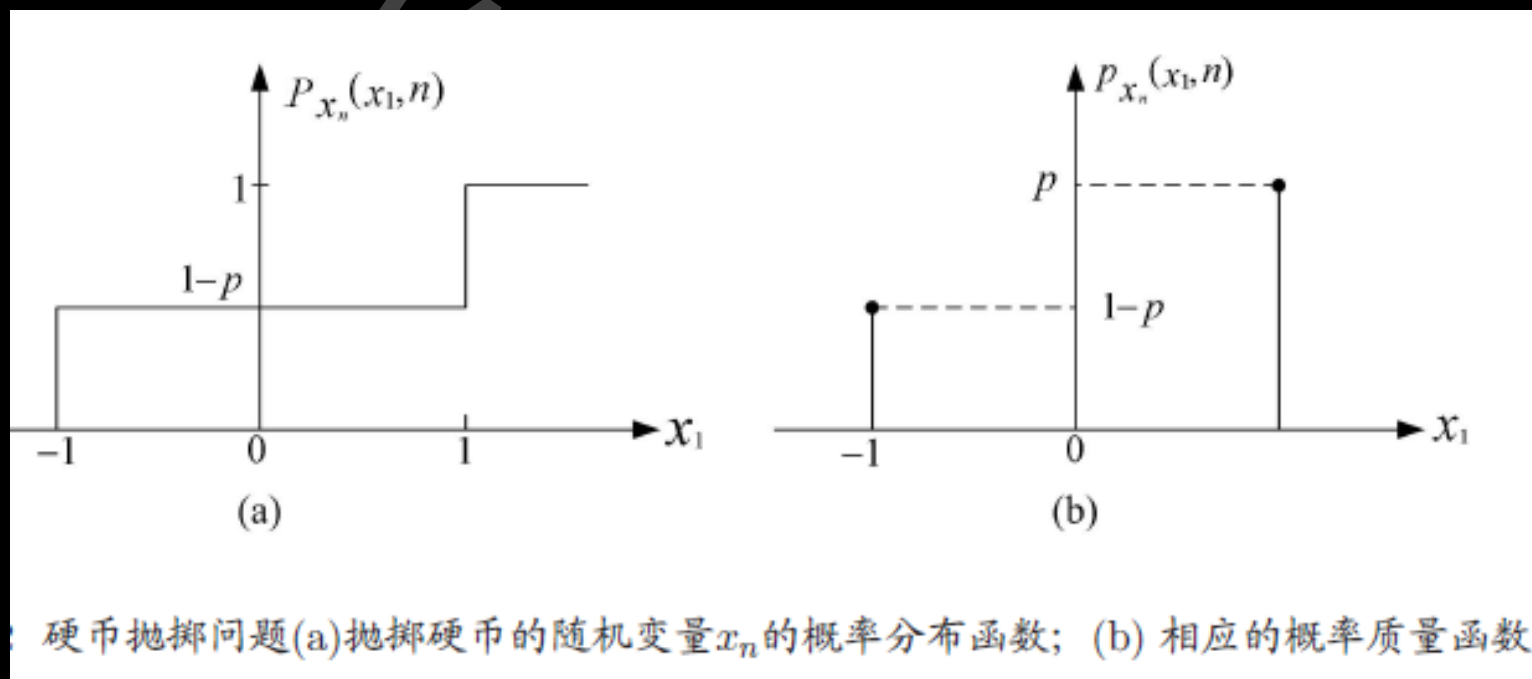 P_{x_n}(x_1,n)
1
1−p
−1
0
1
x_1
(a)
p_{x_n}(x_1,n)
p
1−p
−1
0
x_1
(b)
硬币抛掷问题(a)抛掷硬币的随机变量x_n的概率分布函数；(b) 相应的概率质量函数